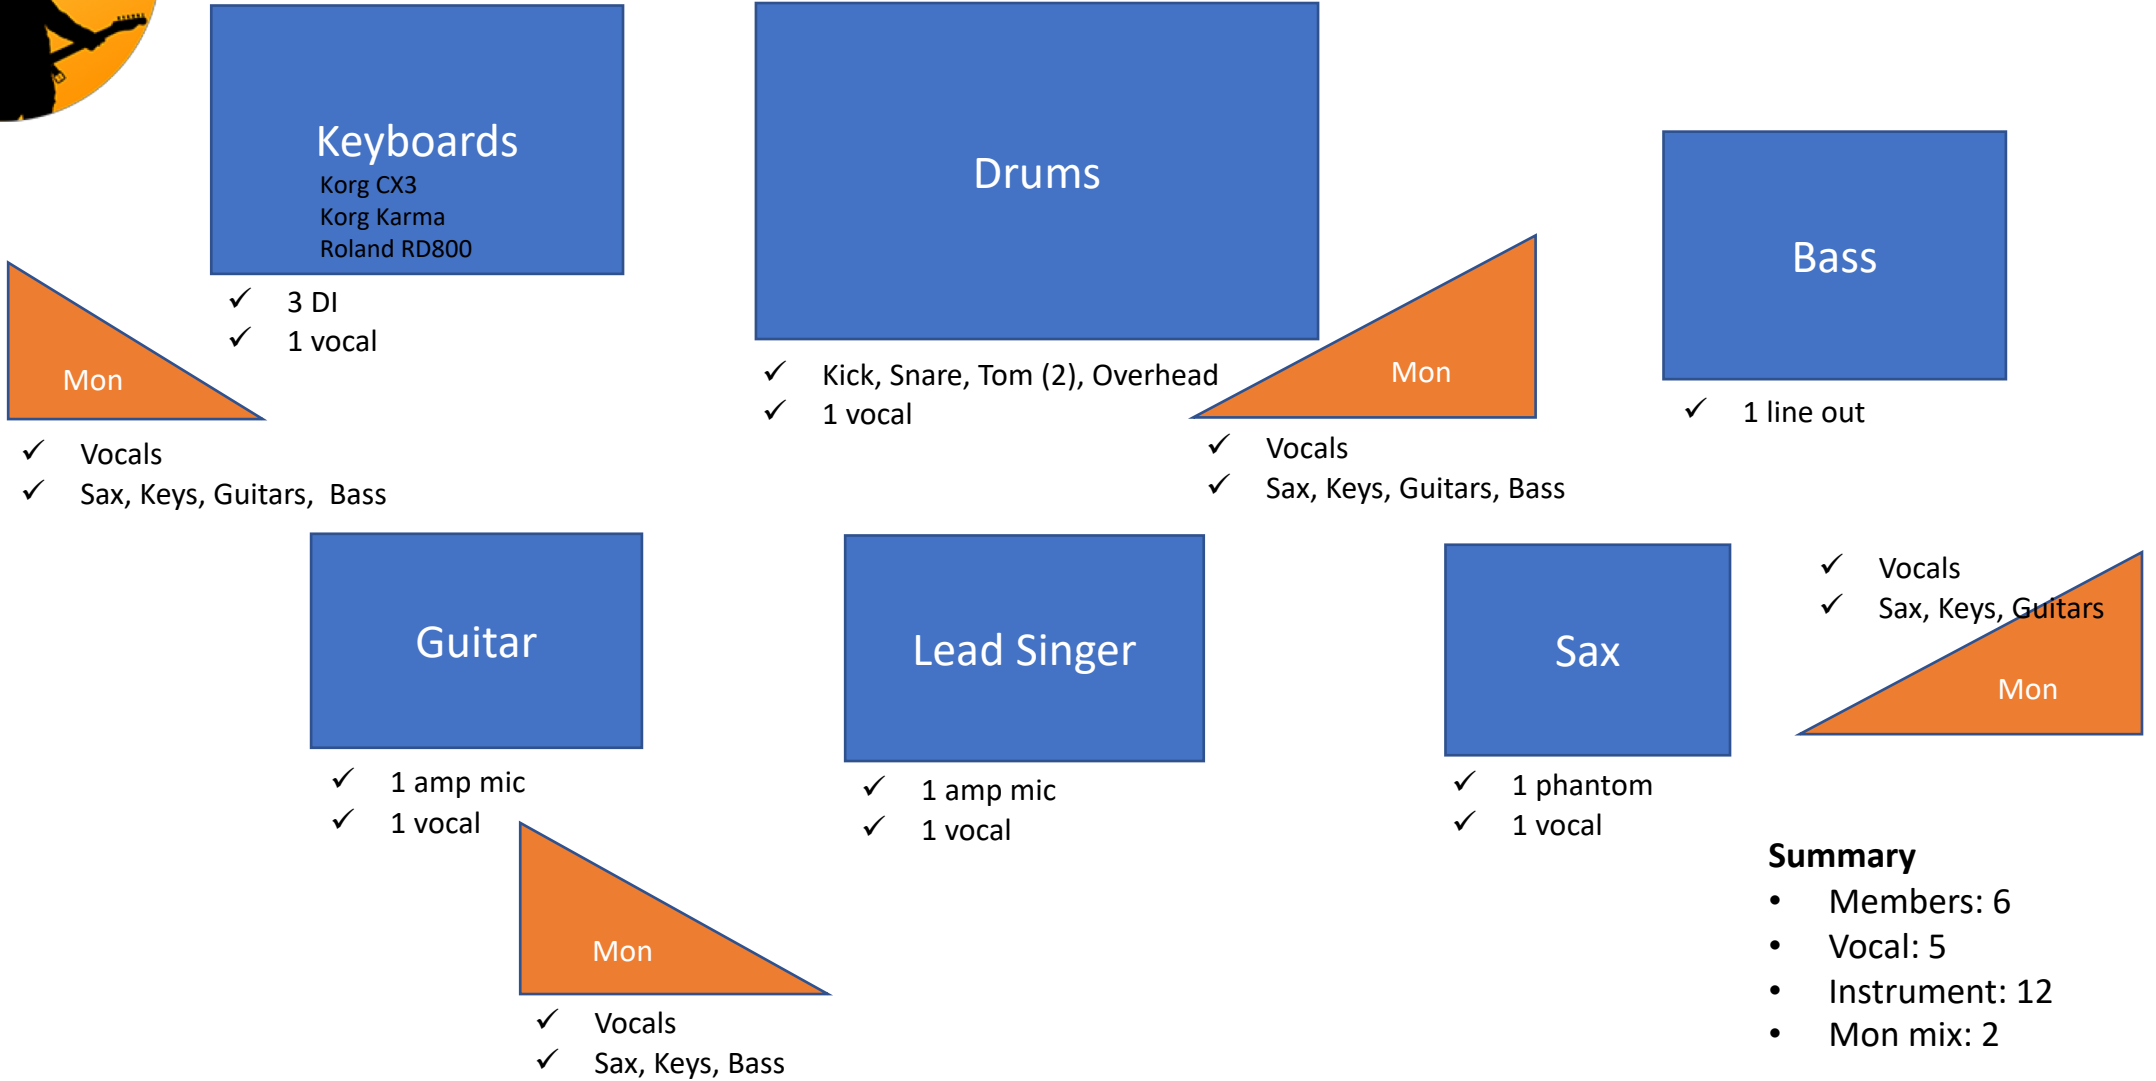 Keyboards
Korg CX3
Korg Karma
Roland RD800
✓ 3 DI
✓ 1 vocal
Mon
✓ Vocals
✓ Sax, Keys, Guitars,  Bass
Drums
✓ Kick, Snare, Tom (2), Overhead
✓ 1 vocal
Mon
✓ Vocals
✓ Sax, Keys, Guitars, Bass
Bass
✓ 1 line out
Guitar
✓ 1 amp mic
✓ 1 vocal
Mon
✓ Vocals
✓ Sax, Keys, Bass
Lead Singer
✓ 1 amp mic
✓ 1 vocal
Sax
✓ 1 phantom
✓ 1 vocal
✓ Vocals
✓ Sax, Keys, Guitars
Mon
Summary
• Members: 6
• Vocal: 5
• Instrument: 12
• Mon mix: 2